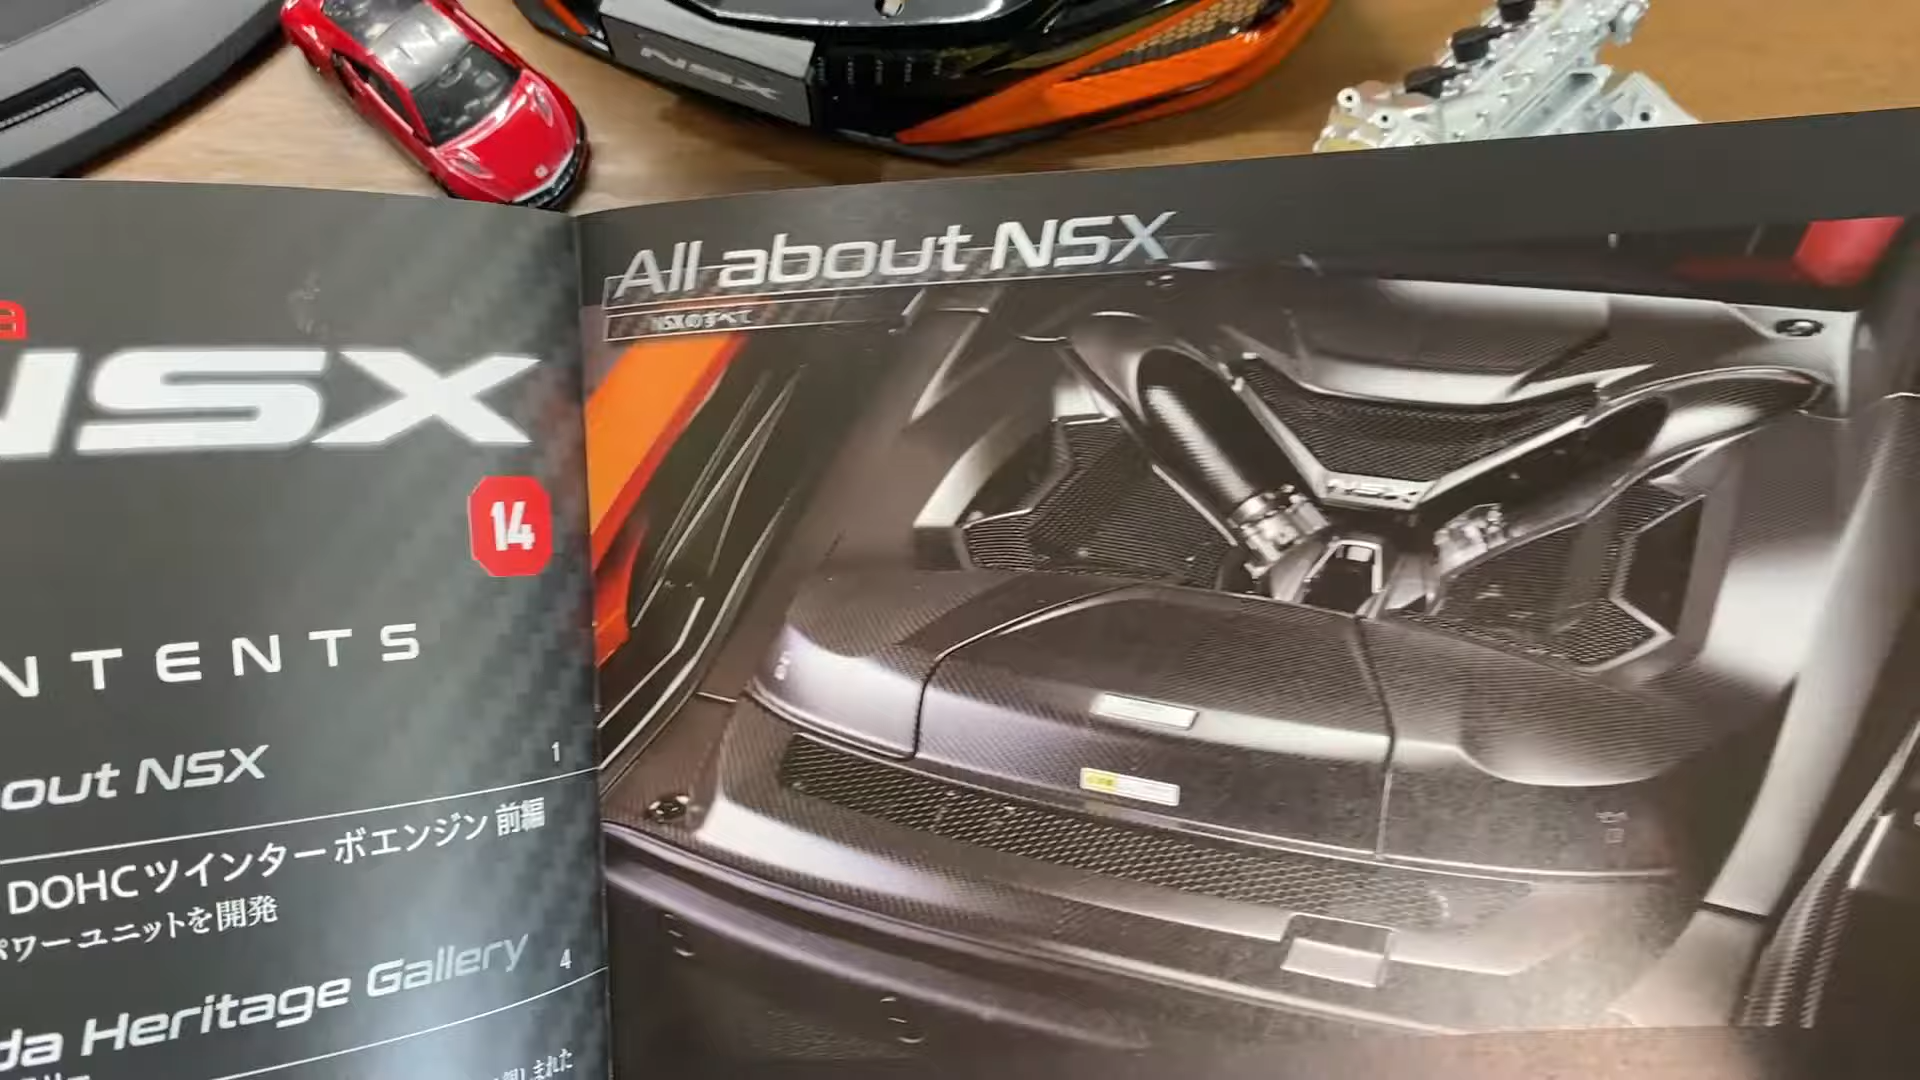 NSX
All about NSX
NSXのすべて
a
NSX
14
NTENTS
out NSX 1
DOHCツインターボエンジン 前編
パワーユニットを開発
da Heritage Gallery 4
NSX